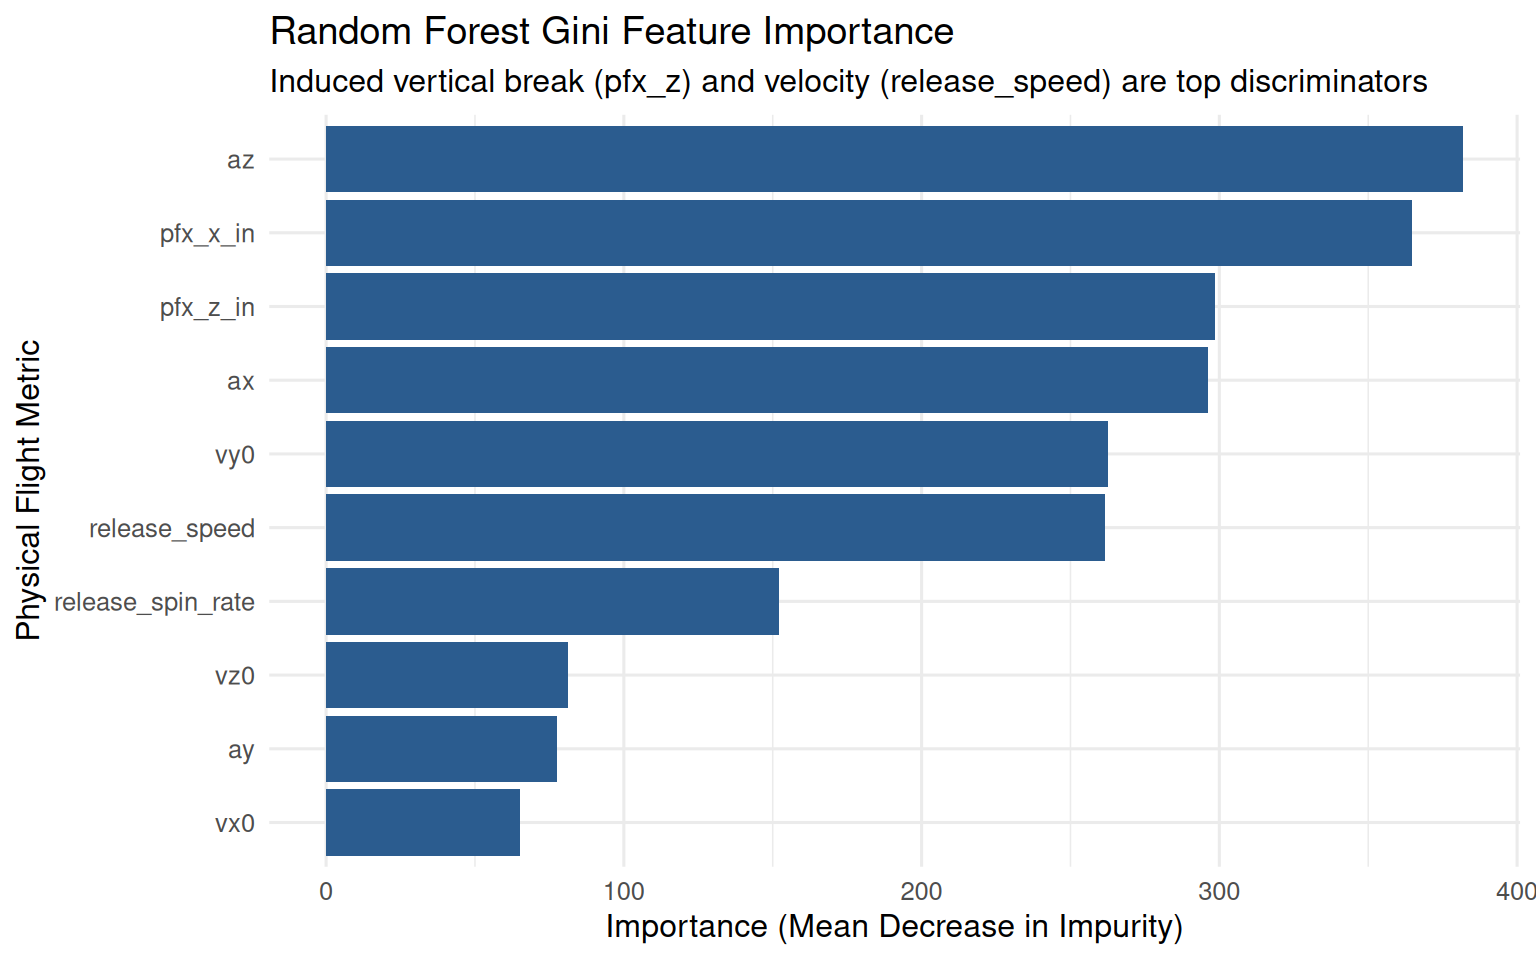 Random Forest Gini Feature Importance
Induced vertical break (pfx_z) and velocity (release_speed) are top discriminators
Physical Flight Metric
az
pfx_x_in
pfx_z_in
ax
vy0
release_speed
release_spin_rate
vz0
ay
vx0
0 100 200 300 400
Importance (Mean Decrease in Impurity)